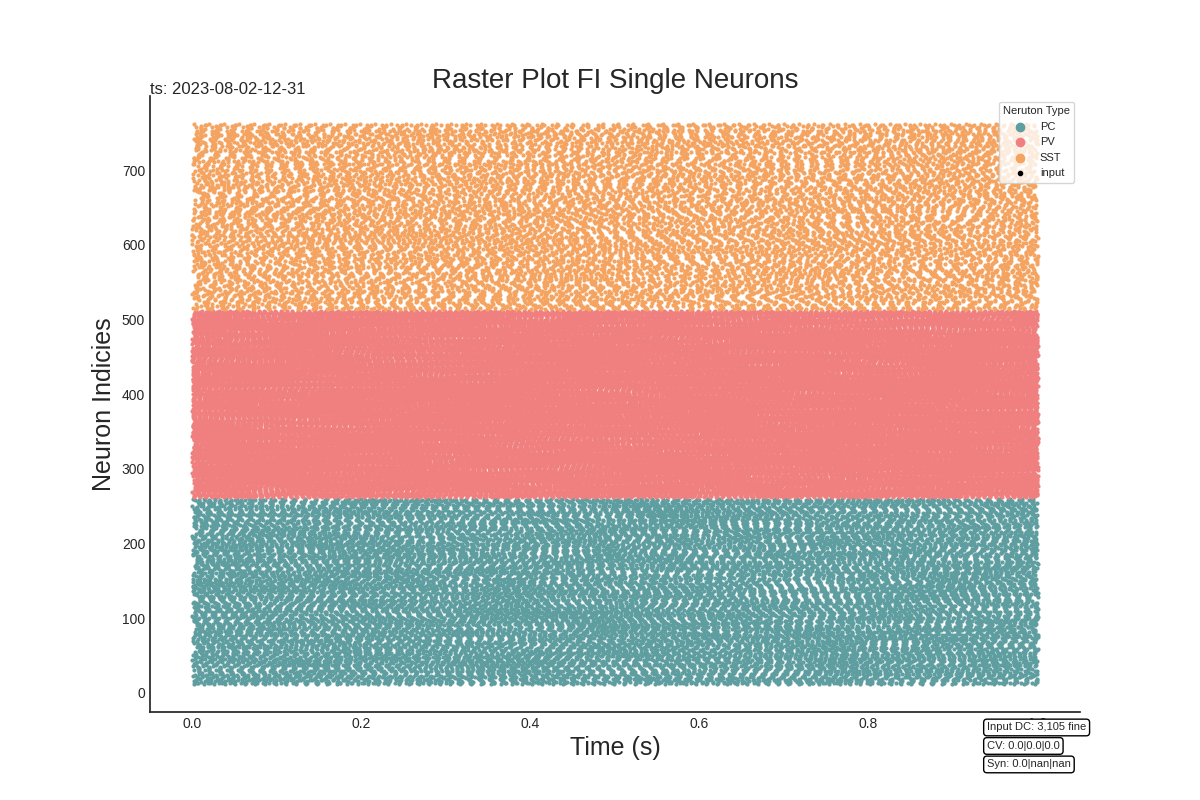 Raster Plot FI Single Neurons
ts: 2023-08-02-12-31
Neruton Type
PC
PV
SST
input
Neuron Indicies
700
600
500
400
300
200
100
0
0.0 0.2 0.4 0.6 0.8
Time (s)
Input DC: 3,105 fine
CV: 0.0|0.0|0.0
Syn: 0.0|nan|nan